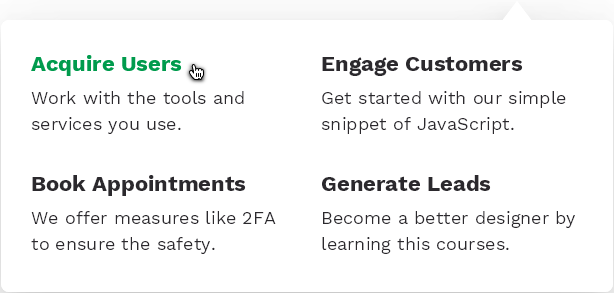 Acquire Users
Work with the tools and
services you use.
Engage Customers
Get started with our simple
snippet of JavaScript.
Book Appointments
We offer measures like 2FA
to ensure the safety.
Generate Leads
Become a better designer by
learning this courses.